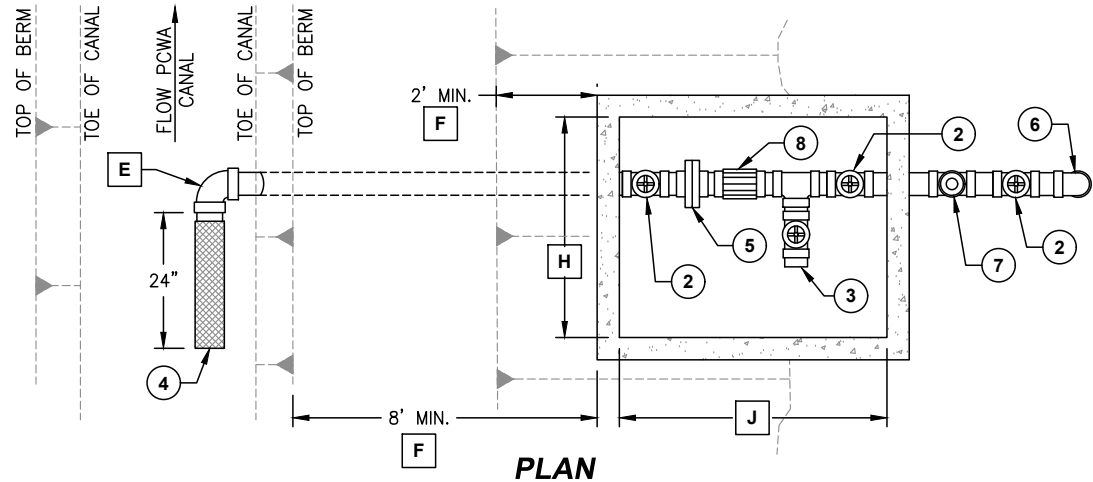 TOP OF BERM
TOE OF CANAL
FLOW PCWA
CANAL
TOE OF CANAL
TOP OF BERM
2' MIN.
F
E
8
2
6
24"
H
2
5
3
7
2
4
8' MIN.
F
J
PLAN